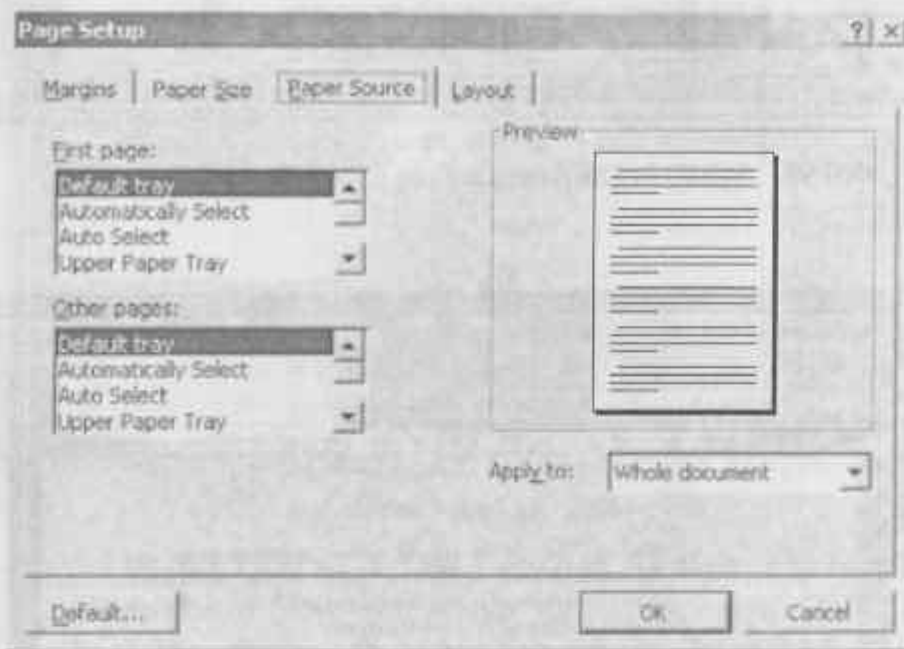 Page Setup
Margins Paper Size Paper Source Layout
First page:
Default tray
Automatically Select
Auto Select
Upper Paper Tray
Other pages:
Default tray
Automatically Select
Auto Select
Upper Paper Tray
Preview
Apply to: Whole document
Default... OK Cancel